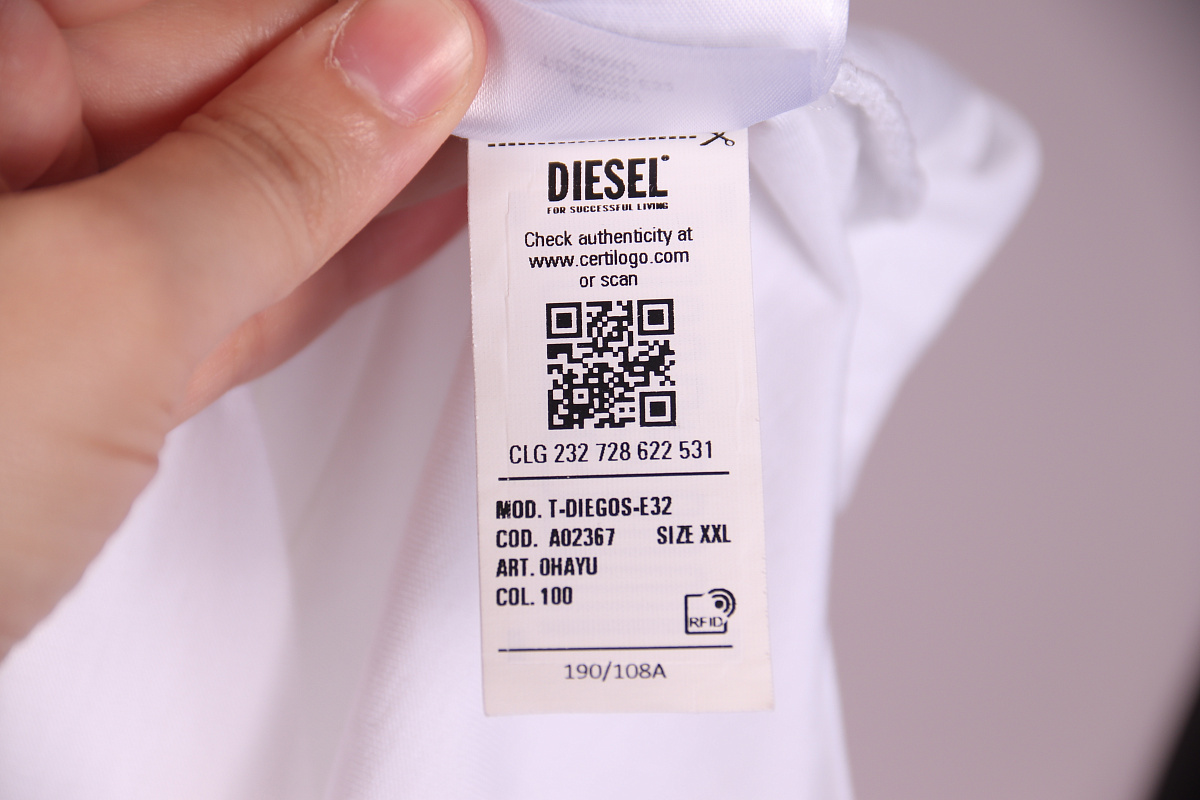 DIESEL
FOR SUCCESSFUL LIVING
Check authenticity at
www.certilogo.com
or scan
CLG 232 728 622 531
MOD. T-DIEGOS-E32
COD. A02367 SIZE XXL
ART. OHAYU
COL. 100
RFID
190/108A